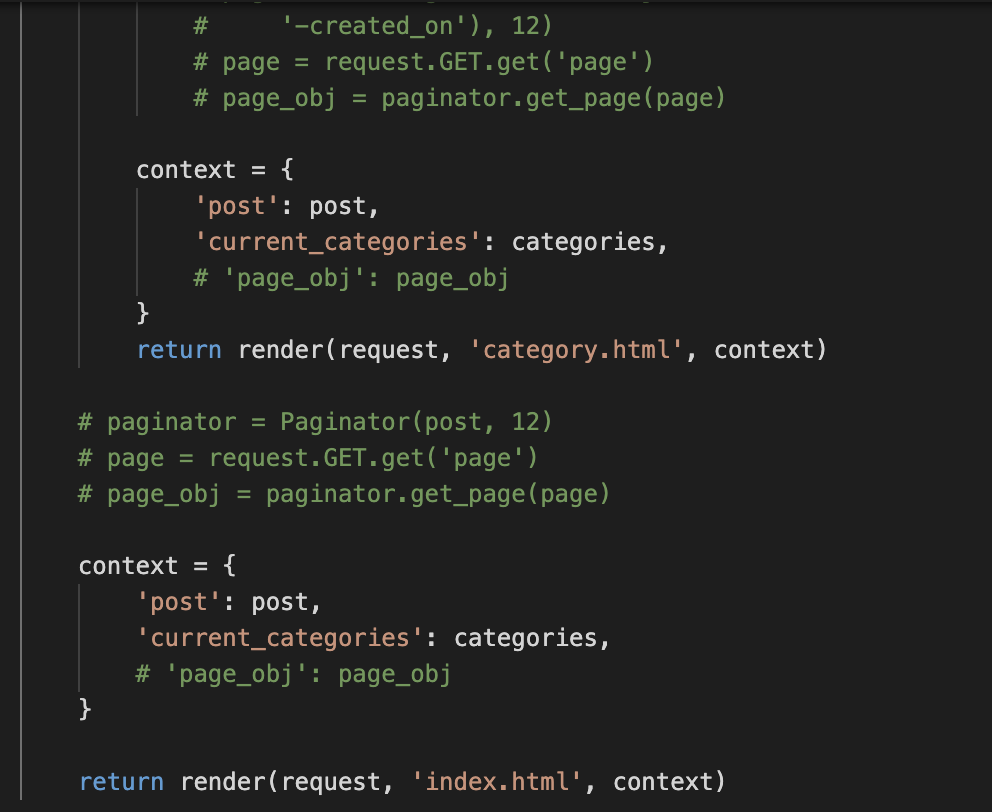 #     '-created_on'), 12)
# page = request.GET.get('page')
# page_obj = paginator.get_page(page)
context = {
'post': post,
'current_categories': categories,
# 'page_obj': page_obj
}
return render(request, 'category.html', context)
# paginator = Paginator(post, 12)
# page = request.GET.get('page')
# page_obj = paginator.get_page(page)
context = {
'post': post,
'current_categories': categories,
# 'page_obj': page_obj
}
return render(request, 'index.html', context)